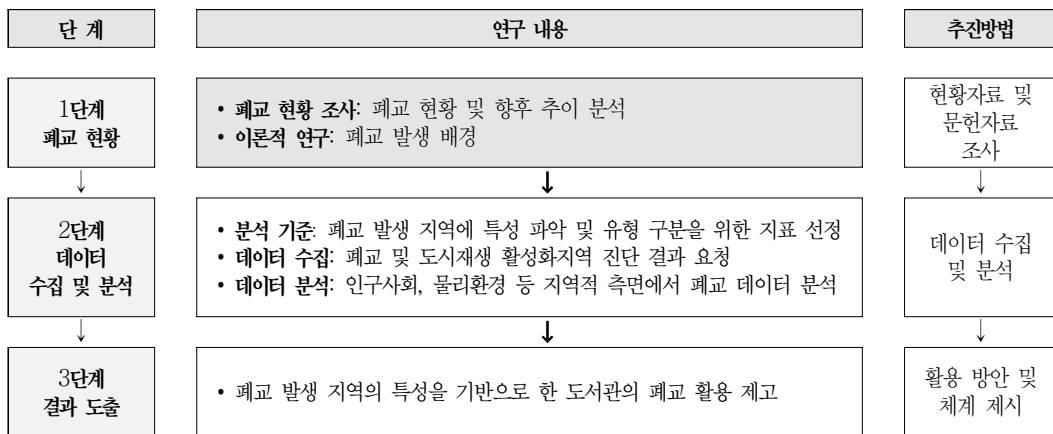 단 계
연구 내용
추진방법
1단계
폐교 현황
• 폐교 현황 조사: 폐교 현황 및 향후 추이 분석
• 이론적 연구: 폐교 발생 배경
현황자료 및
문헌자료
조사
2단계
데이터
수집 및 분석
• 분석 기준: 폐교 발생 지역에 특성 파악 및 유형 구분을 위한 지표 선정
• 데이터 수집: 폐교 및 도시재생 활성화지역 진단 결과 요청
• 데이터 분석: 인구사회, 물리환경 등 지역적 측면에서 폐교 데이터 분석
데이터 수집
및 분석
3단계
결과 도출
• 폐교 발생 지역의 특성을 기반으로 한 도서관의 폐교 활용 제고
활용 방안 및
체계 제시